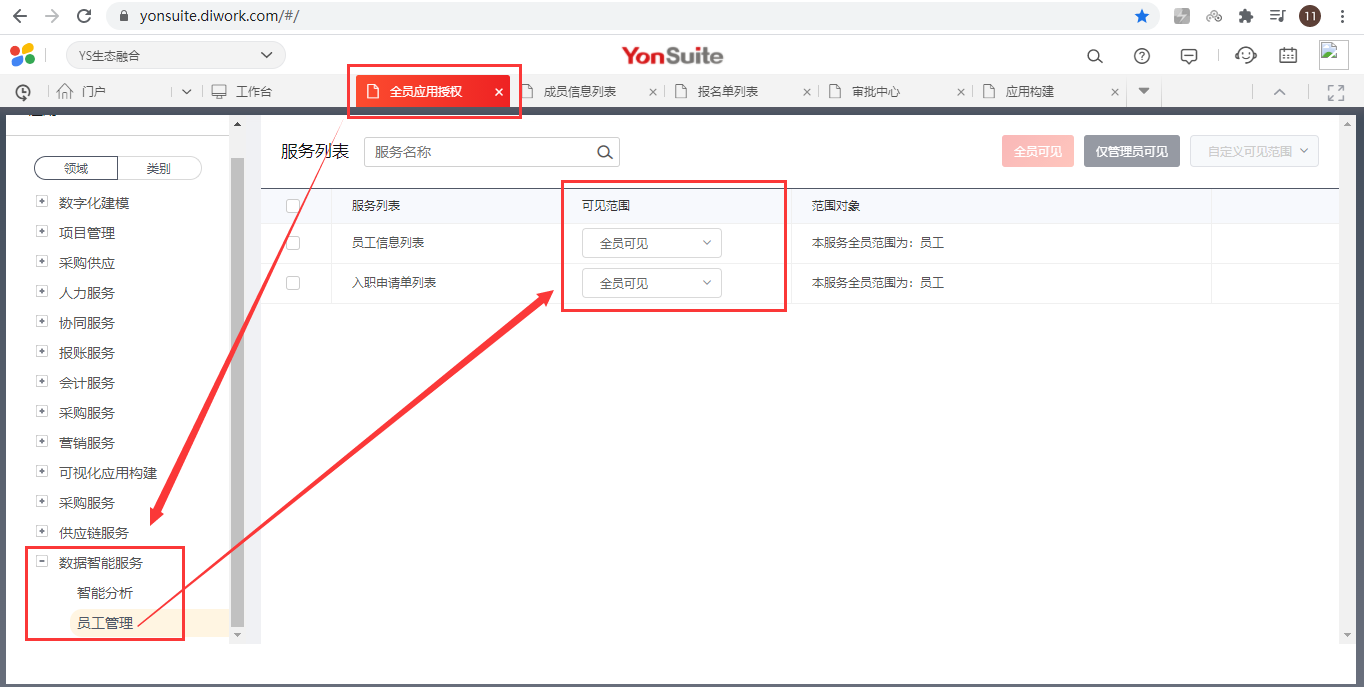 yonsuite.diwork.com/#/
11
YS生态融合
YonSuite
门户
工作台
全员应用授权
成员信息列表
报名单列表
审批中心
应用构建
领域
类别
数字化建模
项目管理
采购供应
人力服务
协同服务
报账服务
会计服务
采购服务
营销服务
可视化应用构建
采购服务
供应链服务
数据智能服务
智能分析
员工管理
服务列表
服务名称
全员可见
仅管理员可见
自定义可见范围
服务列表 可见范围 范围对象
员工信息列表 全员可见 本服务全员范围为：员工
入职申请单列表 全员可见 本服务全员范围为：员工